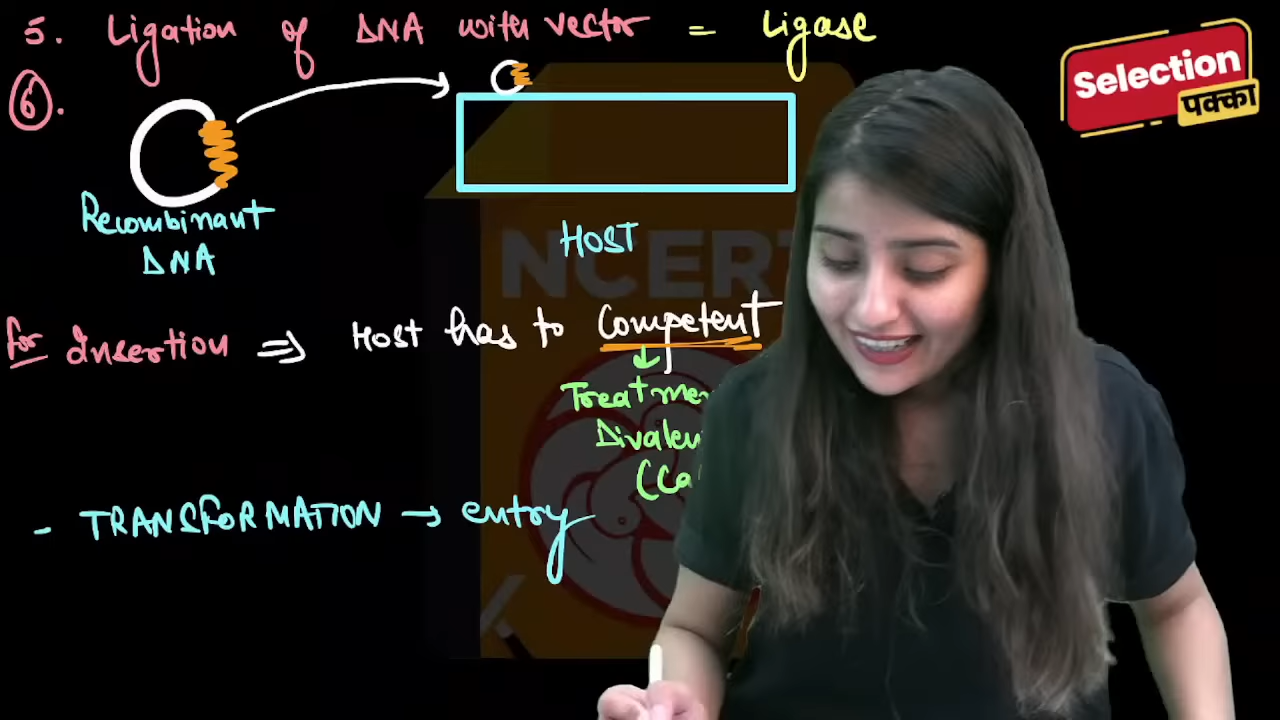 5. Ligation of DNA with vector = Ligase
Selection
पक्का
6.
Recombinant
DNA
HOST
NCERT
for Insertion ⇒ HOST has to competent
Divalen
(Ca
- TRANSFORMATION → entry